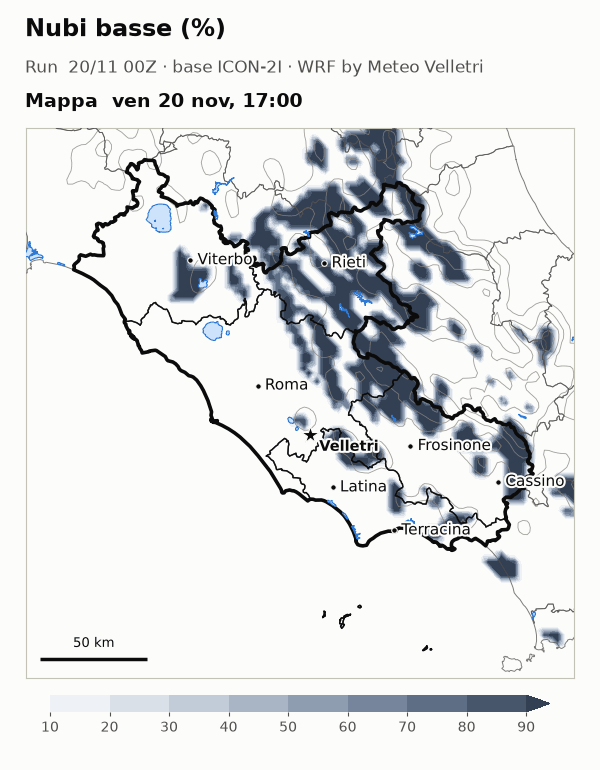 Nubi basse (%)
Run  20/11 00Z · base ICON-2I · WRF by Meteo Velletri
Mappa  ven 20 nov, 17:00
Viterbo
Rieti
Roma
Velletri
Frosinone
Cassino
Latina
Terracina
50 km
10 20 30 40 50 60 70 80 90